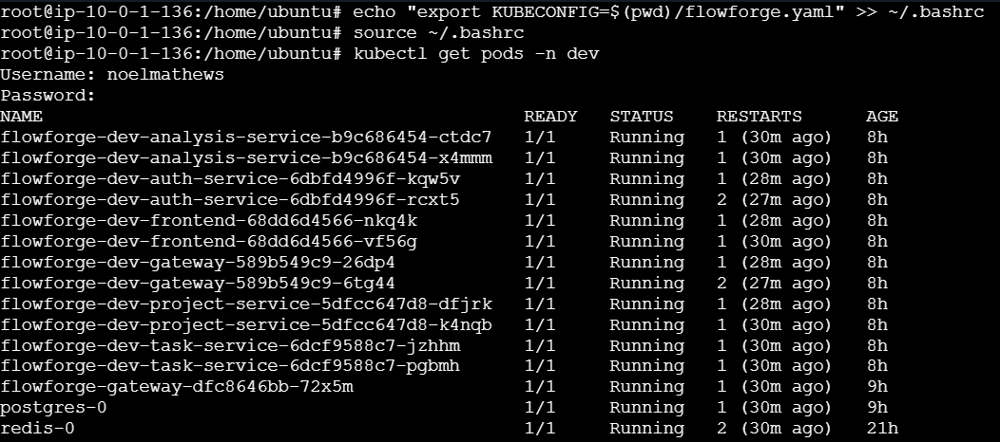 root@ip-10-0-1-136:/home/ubuntu# echo "export KUBECONFIG=$(pwd)/flowforge.yaml" >> ~/.bashrc
root@ip-10-0-1-136:/home/ubuntu# source ~/.bashrc
root@ip-10-0-1-136:/home/ubuntu# kubectl get pods -n dev
Username: noelmathews
Password:
NAME READY STATUS RESTARTS AGE
flowforge-dev-analysis-service-b9c686454-ctdc7 1/1 Running 1 (30m ago) 8h
flowforge-dev-analysis-service-b9c686454-x4mmm 1/1 Running 1 (30m ago) 8h
flowforge-dev-auth-service-6dbfd4996f-kqw5v 1/1 Running 1 (28m ago) 8h
flowforge-dev-auth-service-6dbfd4996f-rcxt5 1/1 Running 2 (27m ago) 8h
flowforge-dev-frontend-68dd6d4566-nkq4k 1/1 Running 1 (28m ago) 8h
flowforge-dev-frontend-68dd6d4566-vf56g 1/1 Running 1 (30m ago) 8h
flowforge-dev-gateway-589b549c9-26dp4 1/1 Running 1 (28m ago) 8h
flowforge-dev-gateway-589b549c9-6tg44 1/1 Running 2 (27m ago) 8h
flowforge-dev-project-service-5dfcc647d8-dfjrk 1/1 Running 1 (28m ago) 8h
flowforge-dev-project-service-5dfcc647d8-k4nqb 1/1 Running 1 (30m ago) 8h
flowforge-dev-task-service-6dcf9588c7-jzhhm 1/1 Running 1 (30m ago) 8h
flowforge-dev-task-service-6dcf9588c7-pgbmh 1/1 Running 1 (30m ago) 8h
flowforge-gateway-dfc8646bb-72x5m 1/1 Running 1 (30m ago) 9h
postgres-0 1/1 Running 1 (30m ago) 9h
redis-0 1/1 Running 2 (30m ago) 21h